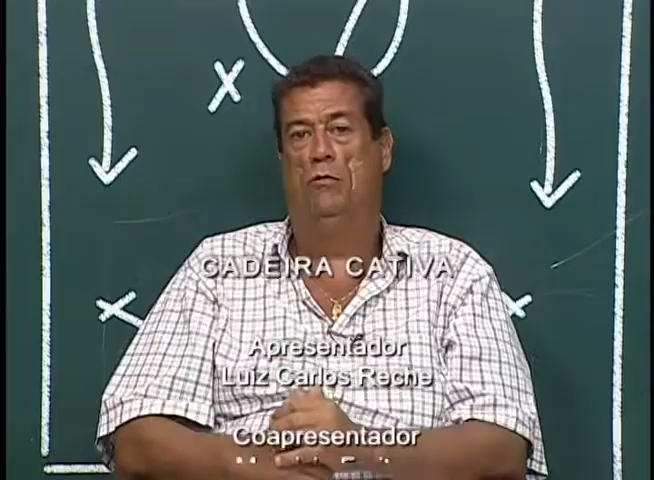 CADEIRA CATIVA
Apresentador
Luiz Carlos Reche
Coapresentador